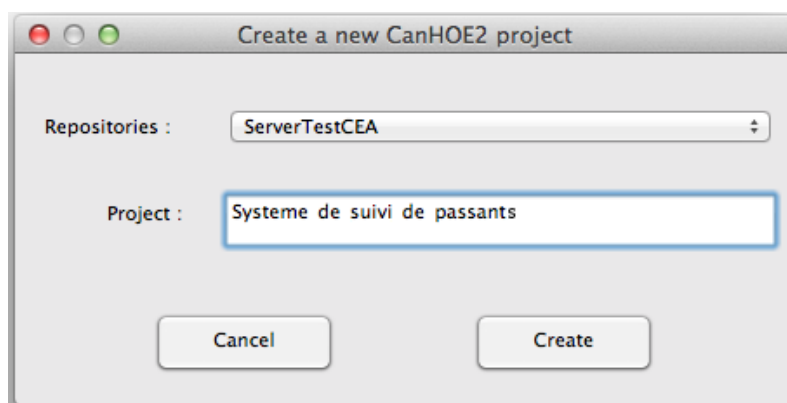 Create a new CanHOE2 project
Repositories : ServerTestCEA
Project : Systeme de suivi de passants
Cancel Create